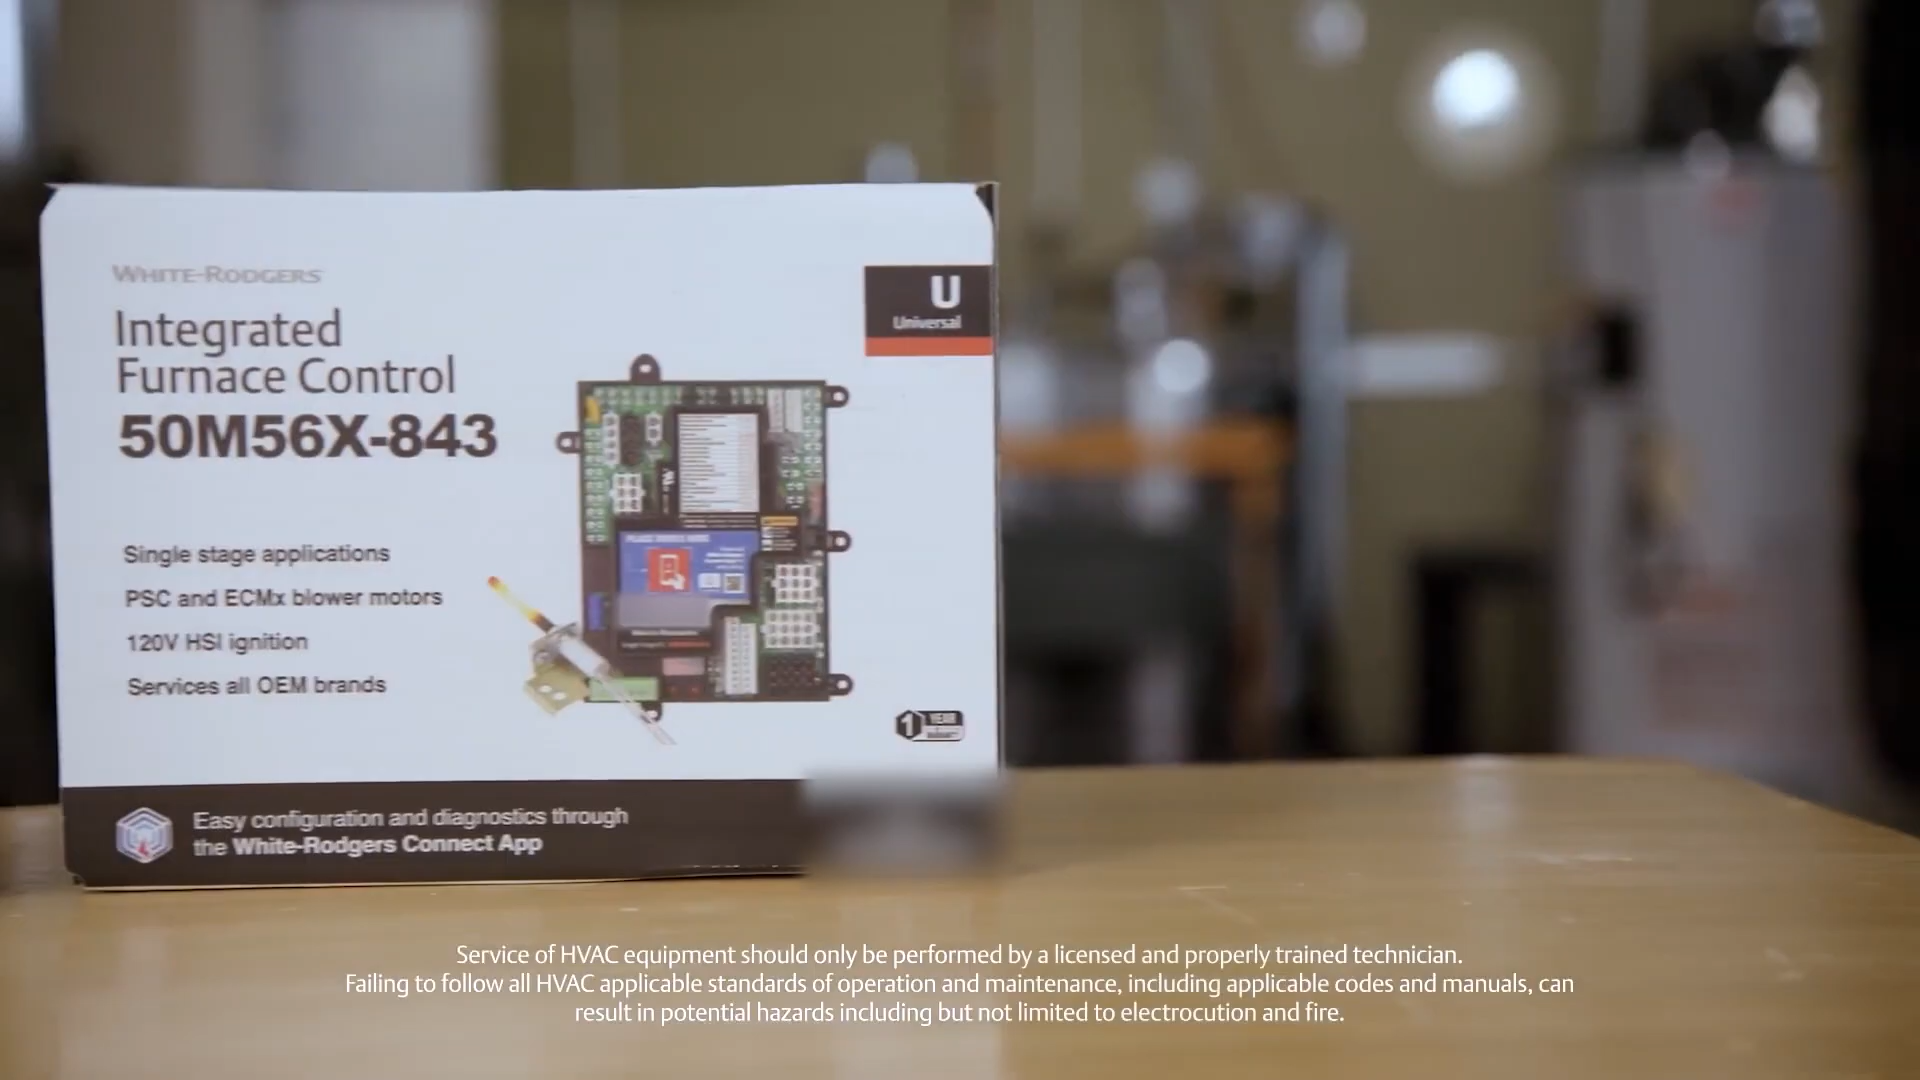 WHITE-RODGERS
Integrated
Furnace Control
50M56X-843
U
Universal
Single stage applications
PSC and ECMx blower motors
120V HSI ignition
Services all OEM brands
1 YEAR
Easy configuration and diagnostics through
the White-Rodgers Connect App
Service of HVAC equipment should only be performed by a licensed and properly trained technician.
Failing to follow all HVAC applicable standards of operation and maintenance, including applicable codes and manuals, can
result in potential hazards including but not limited to electrocution and fire.